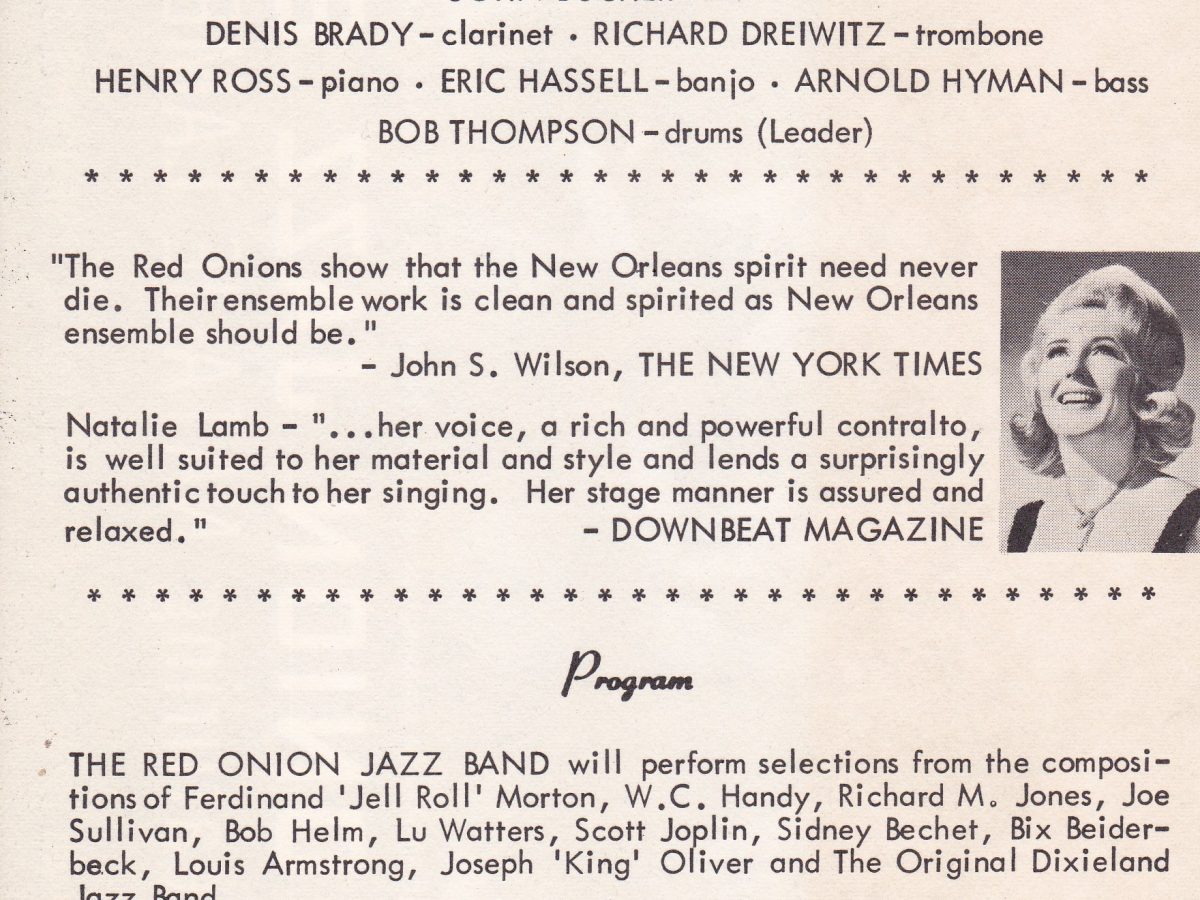 DENIS BRADY – clarinet • RICHARD DREIWITZ – trombone
HENRY ROSS – piano • ERIC HASSELL – banjo • ARNOLD HYMAN – bass
BOB THOMPSON – drums (Leader)
* * * * * * * * * * * * * * * * * * * * * * * * * * * * * * * *
"The Red Onions show that the New Orleans spirit need never
die. Their ensemble work is clean and spirited as New Orleans
ensemble should be."
– John S. Wilson, THE NEW YORK TIMES
Natalie Lamb – "...her voice, a rich and powerful contralto,
is well suited to her material and style and lends a surprisingly
authentic touch to her singing. Her stage manner is assured and
relaxed."
– DOWNBEAT MAGAZINE
* * * * * * * * * * * * * * * * * * * * * * * * * * * * * * * *
Program
THE RED ONION JAZZ BAND will perform selections from the composi-
tions of Ferdinand 'Jell Roll' Morton, W.C. Handy, Richard M. Jones, Joe
Sullivan, Bob Helm, Lu Watters, Scott Joplin, Sidney Bechet, Bix Beider-
beck, Louis Armstrong, Joseph 'King' Oliver and The Original Dixieland
Jazz Band